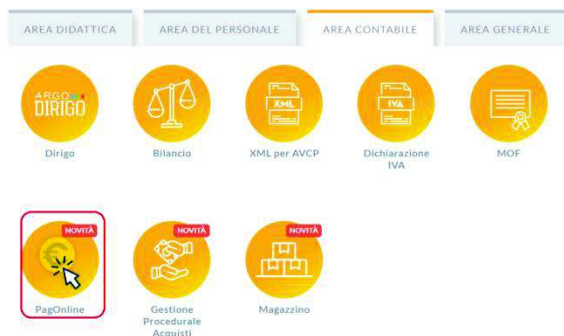 AREA DIDATTICA
AREA DEL PERSONALE
AREA CONTABILE
AREA GENERALE
ARGO
DIRIGO
XML
IVA
Dirigo
Bilancio
XML per AVCP
Dichiarazione
IVA
MOF
NOVITÀ
NOVITÀ
NOVITÀ
€
PagOnline
Gestione
Procedurale
Acquisti
Magazzino